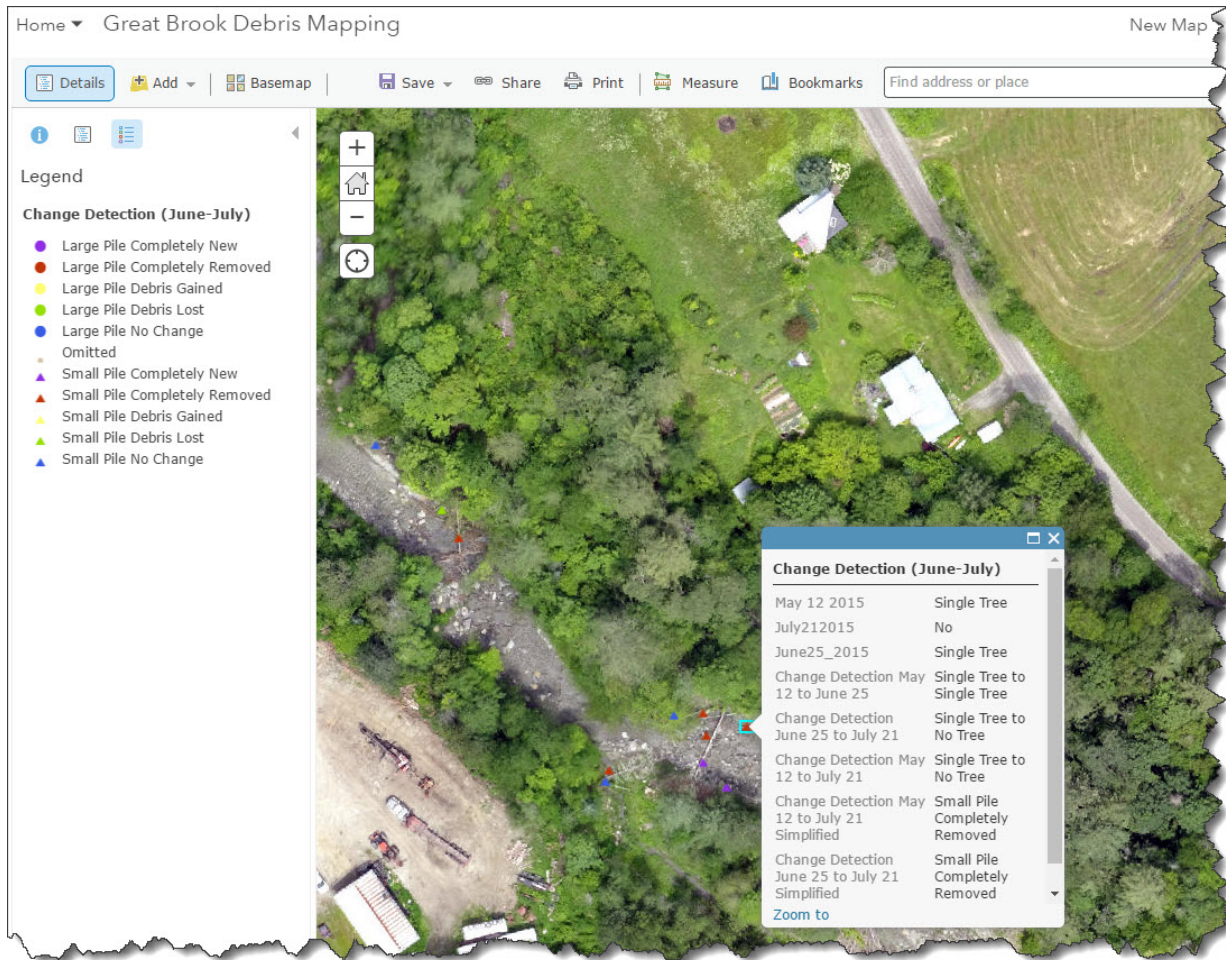 Home Great Brook Debris Mapping New Map
Details Add Basemap Save Share Print Measure Bookmarks Find address or place
Legend
Change Detection (June-July)
Large Pile Completely New
Large Pile Completely Removed
Large Pile Debris Gained
Large Pile Debris Lost
Large Pile No Change
Omitted
Small Pile Completely New
Small Pile Completely Removed
Small Pile Debris Gained
Small Pile Debris Lost
Small Pile No Change
Change Detection (June-July)
May 12 2015 Single Tree
July212015 No
June25_2015 Single Tree
Change Detection May Single Tree to
12 to June 25 Single Tree
Change Detection Single Tree to
June 25 to July 21 No Tree
Change Detection May Single Tree to
12 to July 21 No Tree
Change Detection May Small Pile
12 to July 21 Completely
Simplified Removed
Change Detection Small Pile
June 25 to July 21 Completely
Simplified Removed
Zoom to